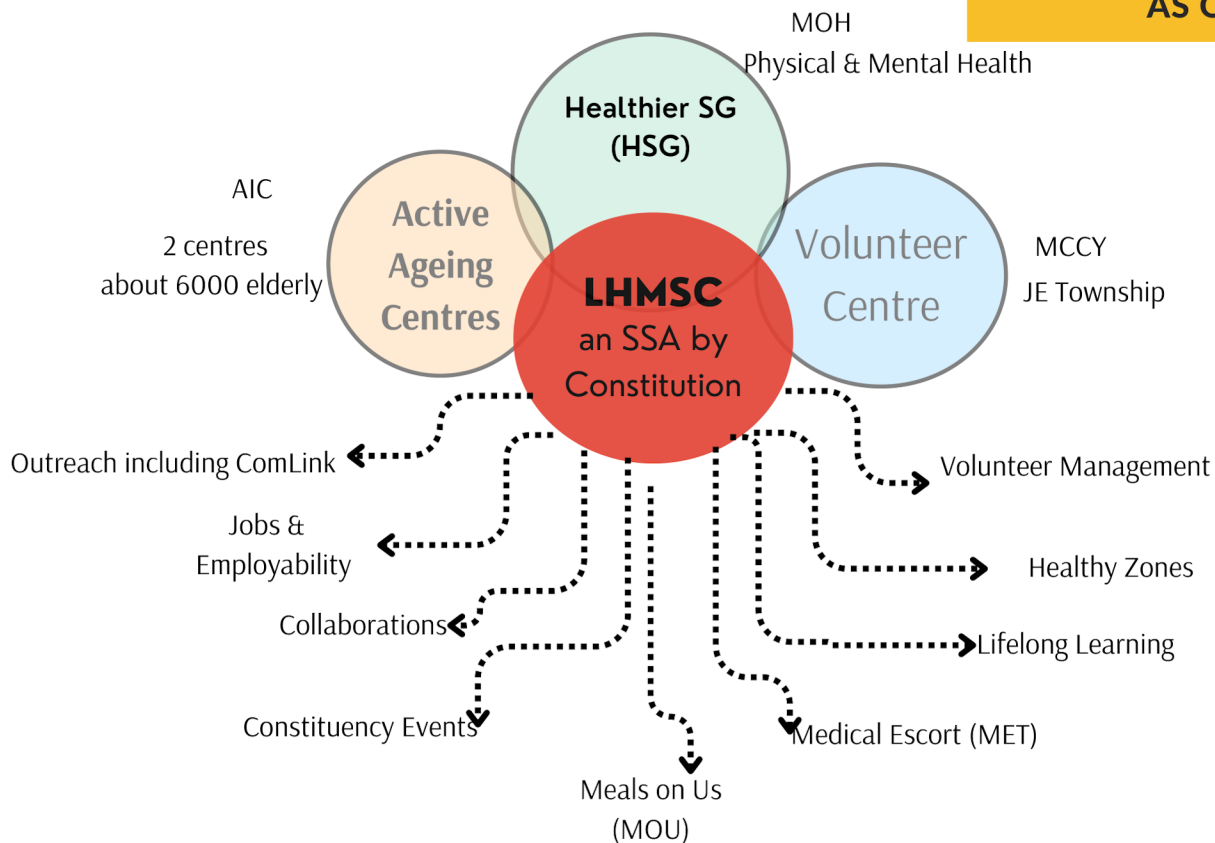 AS
MOH
Physical & Mental Health
Healthier SG
(HSG)
AIC
2 centres
about 6000 elderly
Active
Ageing
Centres
Volunteer
Centre
MCCY
JE Township
LHMSC
an SSA by
Constitution
Outreach including ComLink
Volunteer Management
Jobs &
Employability
Healthy Zones
Collaborations
Lifelong Learning
Constituency Events
Medical Escort (MET)
Meals on Us
(MOU)